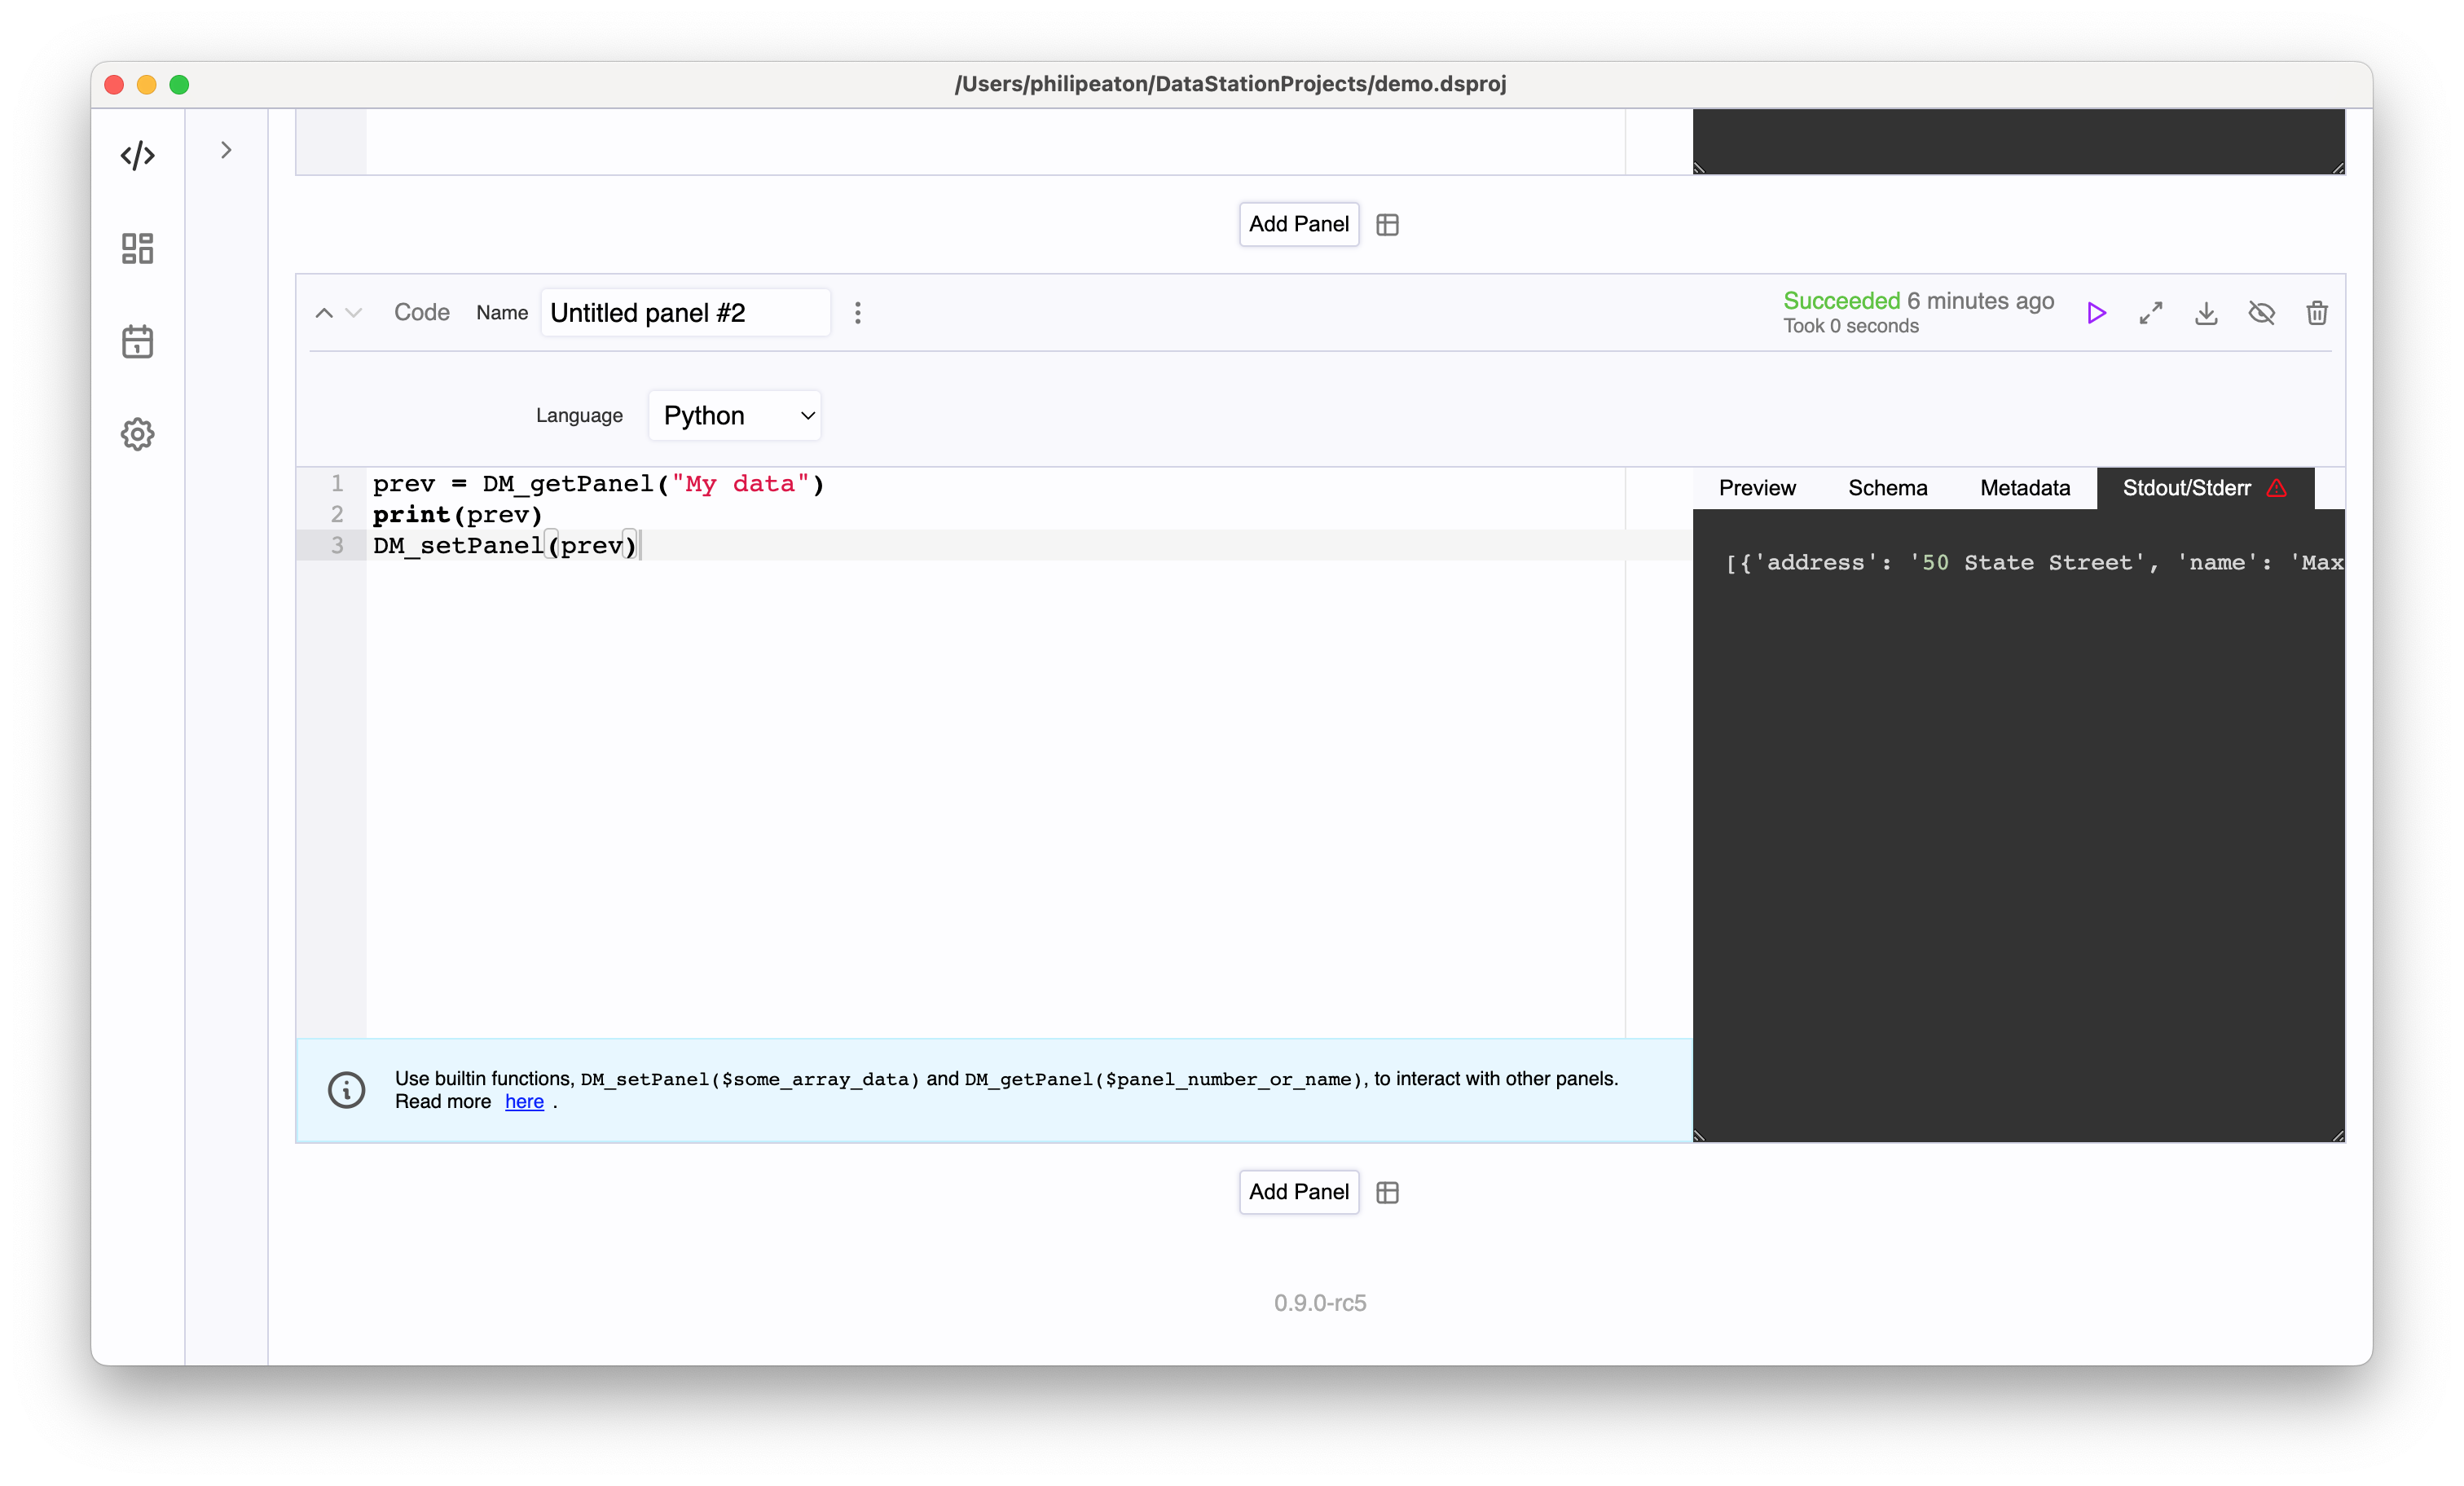 /Users/philipeaton/DataStationProjects/demo.dsproj
Add Panel
Code Name Untitled panel #2
Succeeded 6 minutes ago
Took 0 seconds
Language Python
1 prev = DM_getPanel("My data")
2 print(prev)
3 DM_setPanel(prev)
Preview Schema Metadata Stdout/Stderr
[{'address': '50 State Street', 'name': 'Max
Use builtin functions, DM_setPanel($some_array_data) and DM_getPanel($panel_number_or_name), to interact with other panels.
Read more here .
Add Panel
0.9.0-rc5